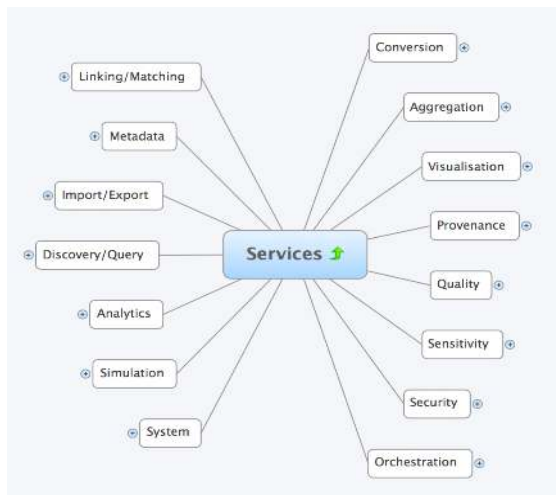 Conversion
Linking/Matching
Aggregation
Metadata
Visualisation
Import/Export
Provenance
Services
Discovery/Query
Quality
Analytics
Sensitivity
Simulation
Security
System
Orchestration